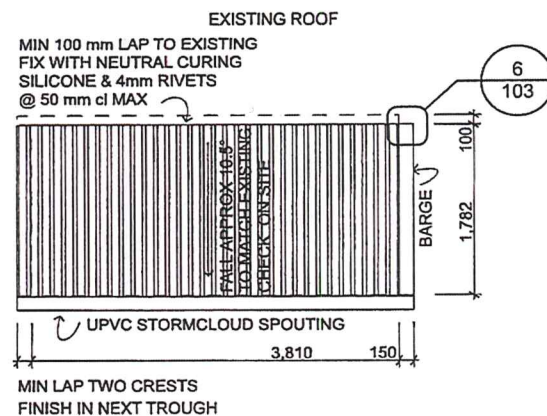 EXISTING ROOF
MIN 100 mm LAP TO EXISTING
FIX WITH NEUTRAL CURING
SILICONE & 4mm RIVETS
@ 50 mm cl MAX
6
103
100
FALL APPROX 10.5°
TO MATCH EXISTING
CHECK ON SITE
BARGE
1,782
UPVC STORMCLOUD SPOUTING
3,810
150
MIN LAP TWO CRESTS
FINISH IN NEXT TROUGH